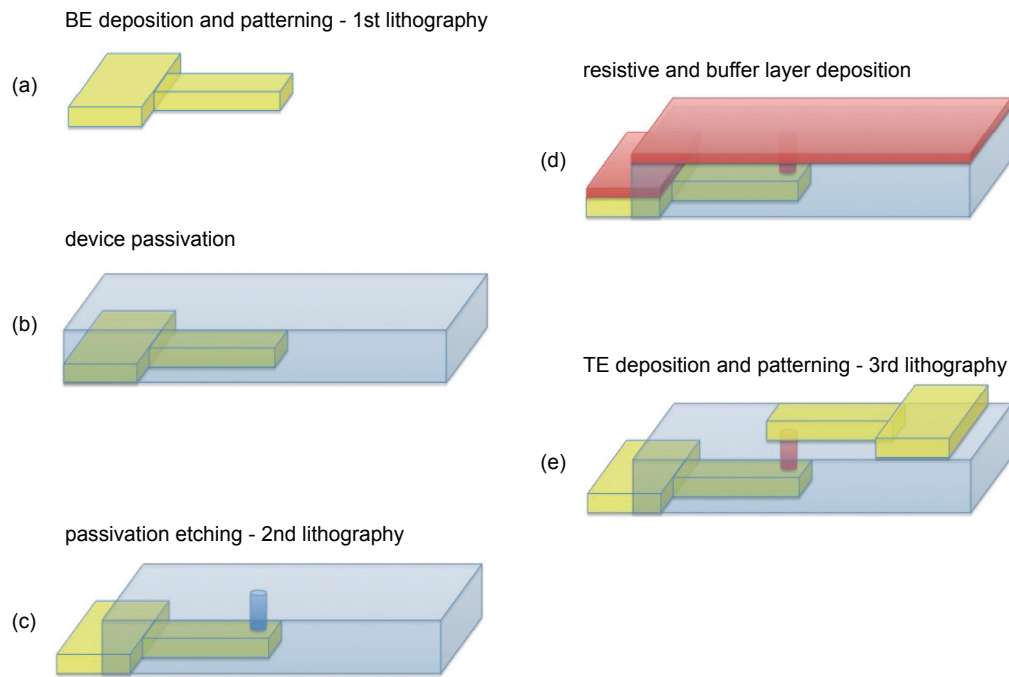 BE deposition and patterning - 1st lithography
(a)
device passivation
(b)
passivation etching - 2nd lithography
(c)
resistive and buffer layer deposition
(d)
TE deposition and patterning - 3rd lithography
(e)